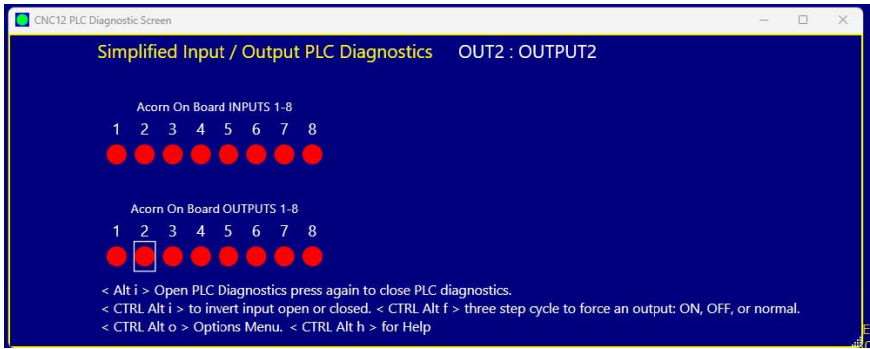 CNC12 PLC Diagnostic Screen
Simplified Input / Output PLC Diagnostics OUT2 : OUTPUT2
Acorn On Board INPUTS 1-8
1 2 3 4 5 6 7 8
Acorn On Board OUTPUTS 1-8
1 2 3 4 5 6 7 8
< Alt i > Open PLC Diagnostics press again to close PLC diagnostics.
< CTRL Alt i > to invert input open or closed. < CTRL Alt f > three step cycle to force an output: ON, OFF, or normal.
< CTRL Alt o > Options Menu. < CTRL Alt h > for Help